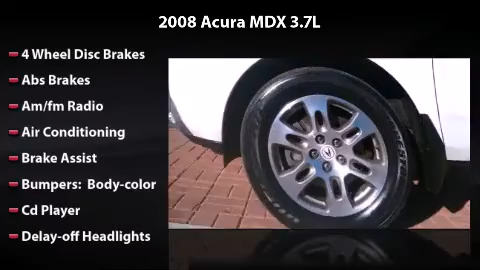 2008 Acura MDX 3.7L
4 Wheel Disc Brakes
Abs Brakes
Am/fm Radio
Air Conditioning
Brake Assist
Bumpers: Body-color
Cd Player
Delay-off Headlights